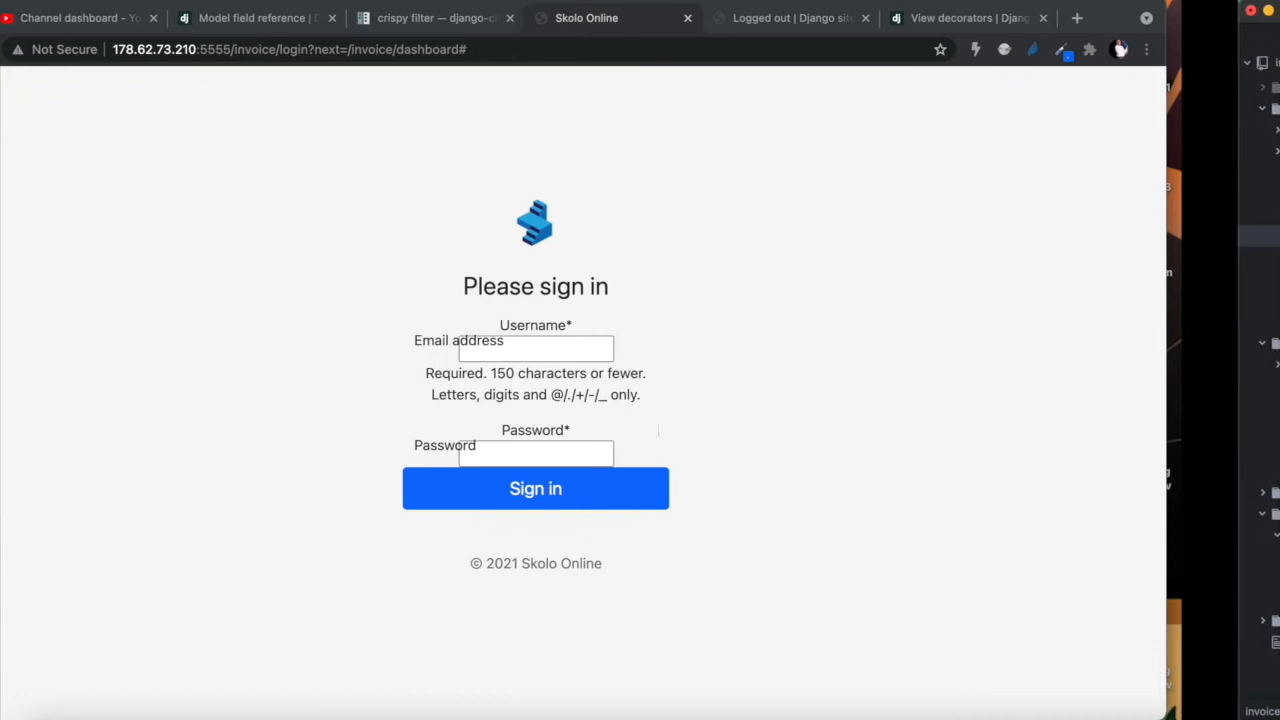 Channel dashboard - Yo
Model field reference | D
crispy filter — django-c
Skolo Online
Logged out | Django sit
View decorators | Djang
Not Secure
178.62.73.210:5555/invoice/login?next=/invoice/dashboard#
Please sign in
Username*
Email address
Required. 150 characters or fewer.
Letters, digits and @/./+/-/_ only.
Password*
Password
Sign in
© 2021 Skolo Online
invoice